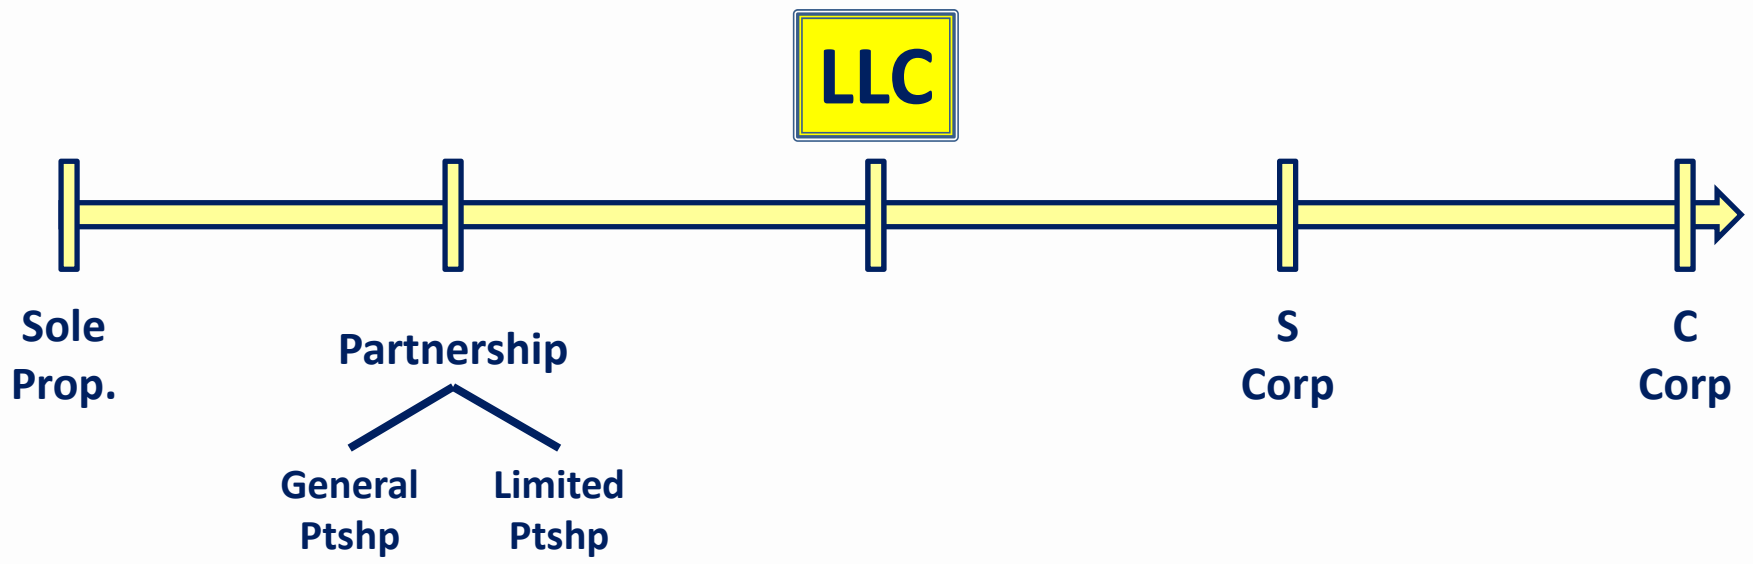 LLC
Sole
Prop.
Partnership
General
Ptshp
Limited
Ptshp
S
Corp
C
Corp